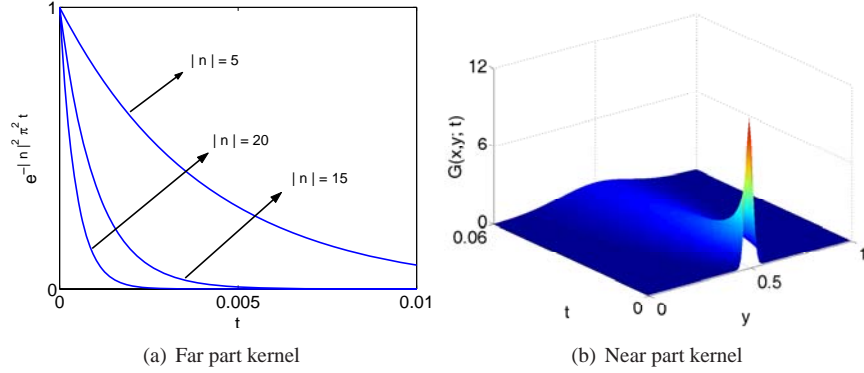 1
| n | = 5
| n | = 20
| n | = 15
e^{-|n|^2 π^2 t}
0
0
0.005
0.01
t
(a) Far part kernel
12
6
0
G(x,y; t)
0.06
t
0
0
0.5
1
y
(b) Near part kernel